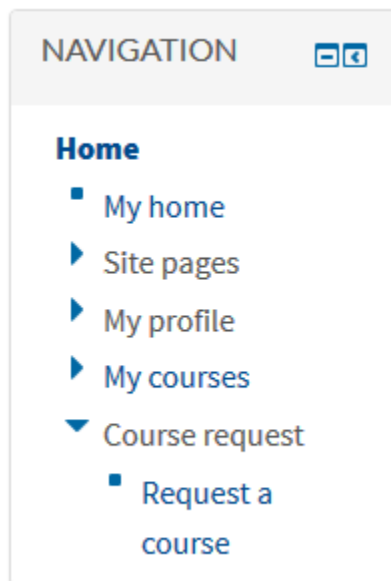 NAVIGATION
Home
My home
Site pages
My profile
My courses
Course request
Request a
course